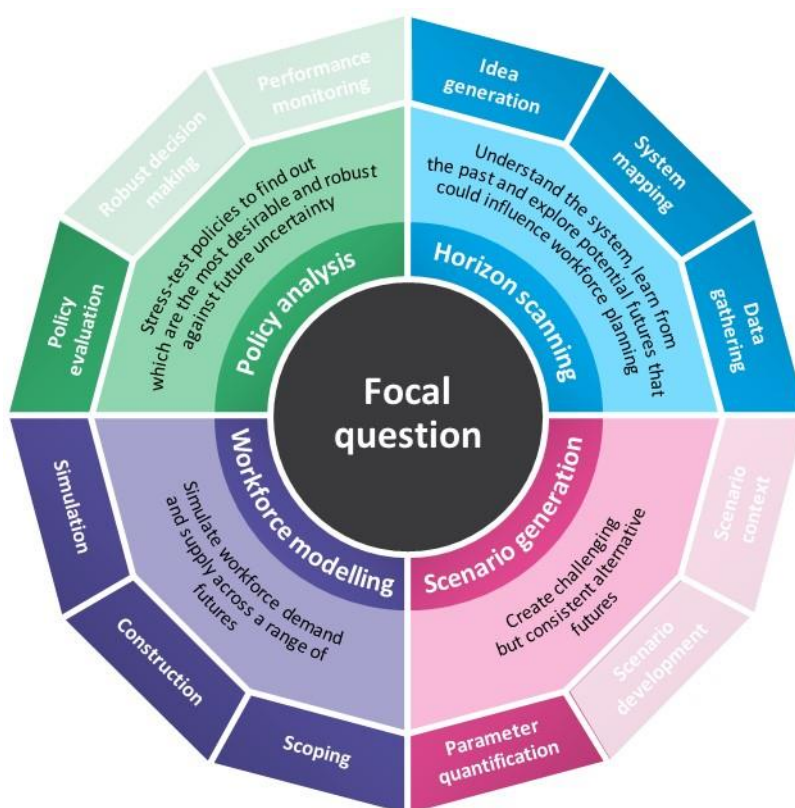 Focal
question
Horizon scanning
Understand the system, learn from
the past and explore potential futures that
could influence workforce planning
Idea
generation
System
mapping
Data
gathering
Scenario generation
Create challenging
but consistent alternative
futures
Scenario
context
Scenario
development
Parameter
quantification
Workforce modelling
Simulate workforce demand
and supply across a range of
futures
Scoping
Construction
Simulation
Policy analysis
Stress-test policies to find out
which are the most desirable and robust
against future uncertainty
Policy
evaluation
Robust decision
making
Performance
monitoring